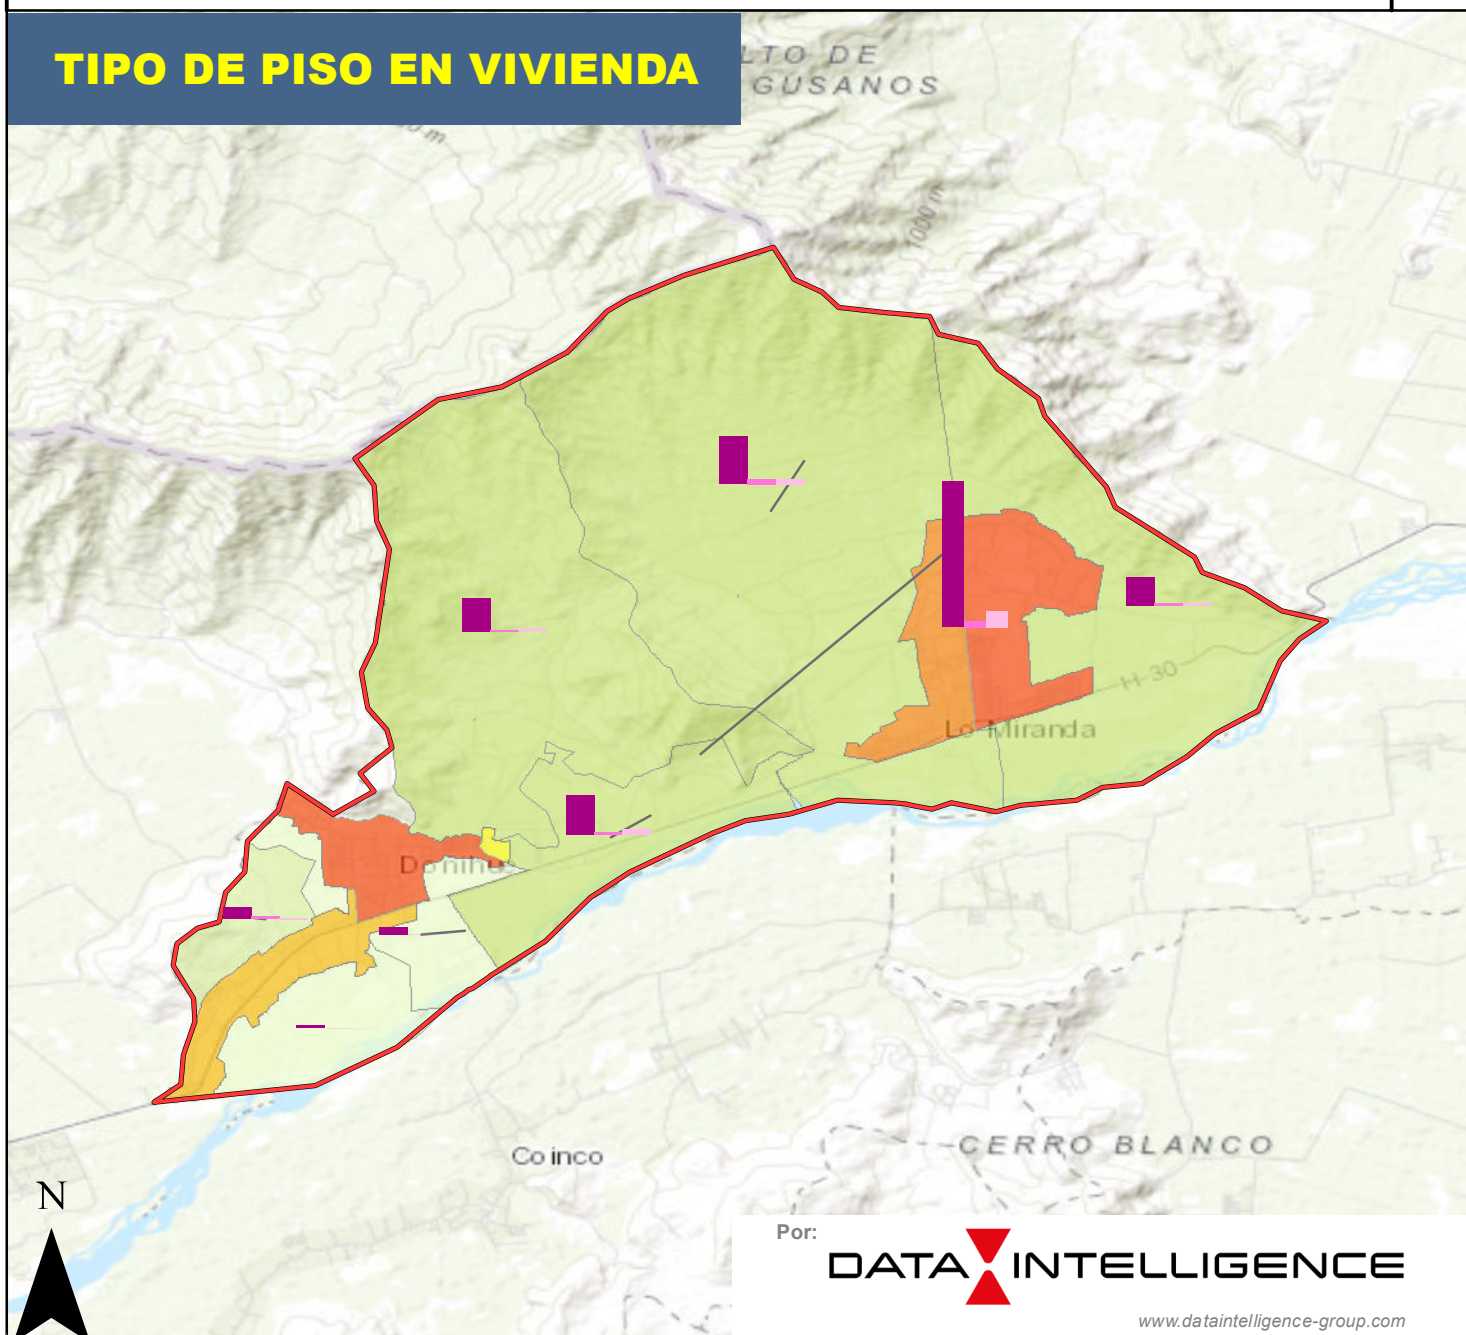 TIPO DE PISO EN VIVIENDA
LTO DE
GUSANOS
1000 m
H-30
Lo Miranda
Doñihue
Coinco
CERRO BLANCO
N
Por:
DATA INTELLIGENCE
www.dataintelligence-group.com